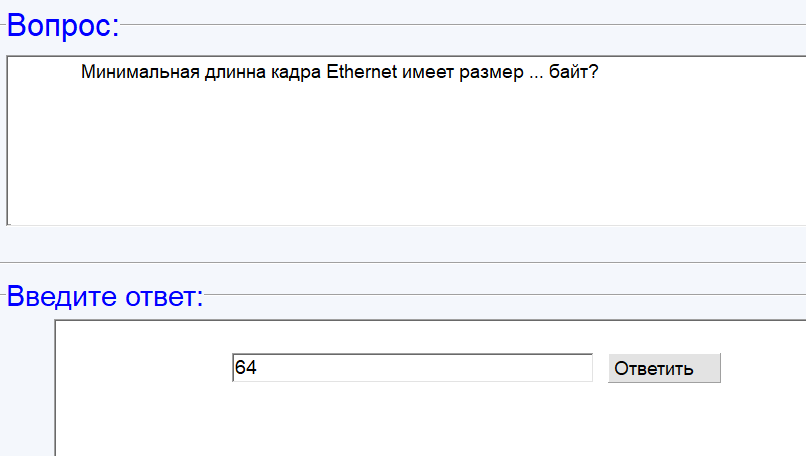 Вопрос:
Минимальная длинна кадра Ethernet имеет размер ... байт?
Введите ответ:
64
Ответить